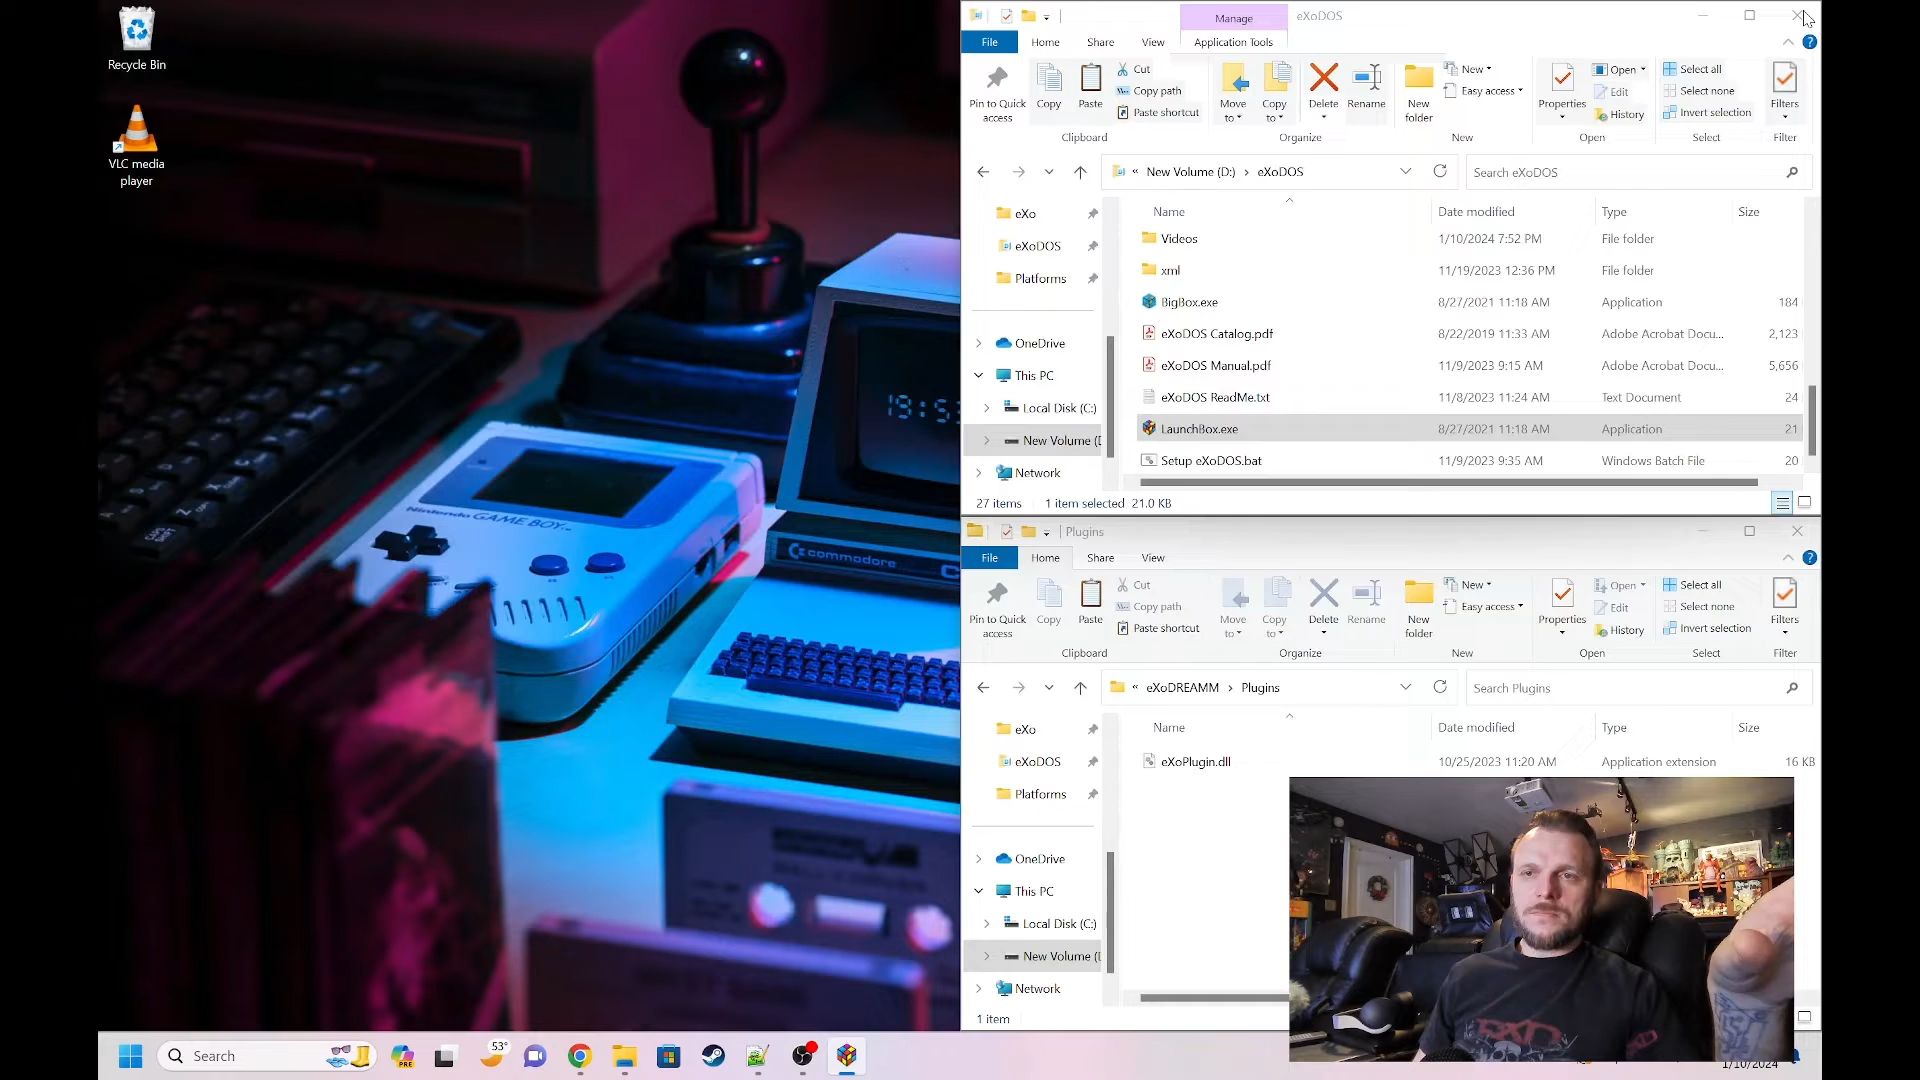 Recycle Bin
VLC media
player
Nintendo GAME BOY
commodore
19:5
Manage
eXoDOS
File
Home
Share
View
Application Tools
Pin to Quick
access
Copy
Paste
Cut
Copy path
Paste shortcut
Clipboard
Move
to
Copy
to
Delete
Rename
Organize
New
folder
New
Easy access
New
Properties
Open
Edit
History
Open
Select all
Select none
Invert selection
Select
Filters
Filter
« New Volume (D:) › eXoDOS
Search eXoDOS
eXo
eXoDOS
Platforms
OneDrive
This PC
Local Disk (C:)
New Volume (D
Network
Name Date modified Type Size
Videos 1/10/2024 7:52 PM File folder
xml 11/19/2023 12:36 PM File folder
BigBox.exe 8/27/2021 11:18 AM Application 184
eXoDOS Catalog.pdf 8/22/2019 11:33 AM Adobe Acrobat Docu... 2,123
eXoDOS Manual.pdf 11/9/2023 9:15 AM Adobe Acrobat Docu... 5,656
eXoDOS ReadMe.txt 11/8/2023 11:24 AM Text Document 24
LaunchBox.exe 8/27/2021 11:18 AM Application 21
Setup eXoDOS.bat 11/9/2023 9:35 AM Windows Batch File 20
27 items 1 item selected 21.0 KB
Plugins
File
Home
Share
View
Pin to Quick
access
Copy
Paste
Cut
Copy path
Paste shortcut
Clipboard
Move
to
Copy
to
Delete
Rename
Organize
New
folder
New
Easy access
New
Properties
Open
Edit
History
Open
Select all
Select none
Invert selection
Select
Filters
Filter
« eXoDREAMM › Plugins
Search Plugins
eXo
eXoDOS
Platforms
OneDrive
This PC
Local Disk (C:)
New Volume (D
Network
Name Date modified Type Size
eXoPlugin.dll 10/25/2023 11:20 AM Application extension 16 KB
1 item
Search
PRE
53°
1/10/2024